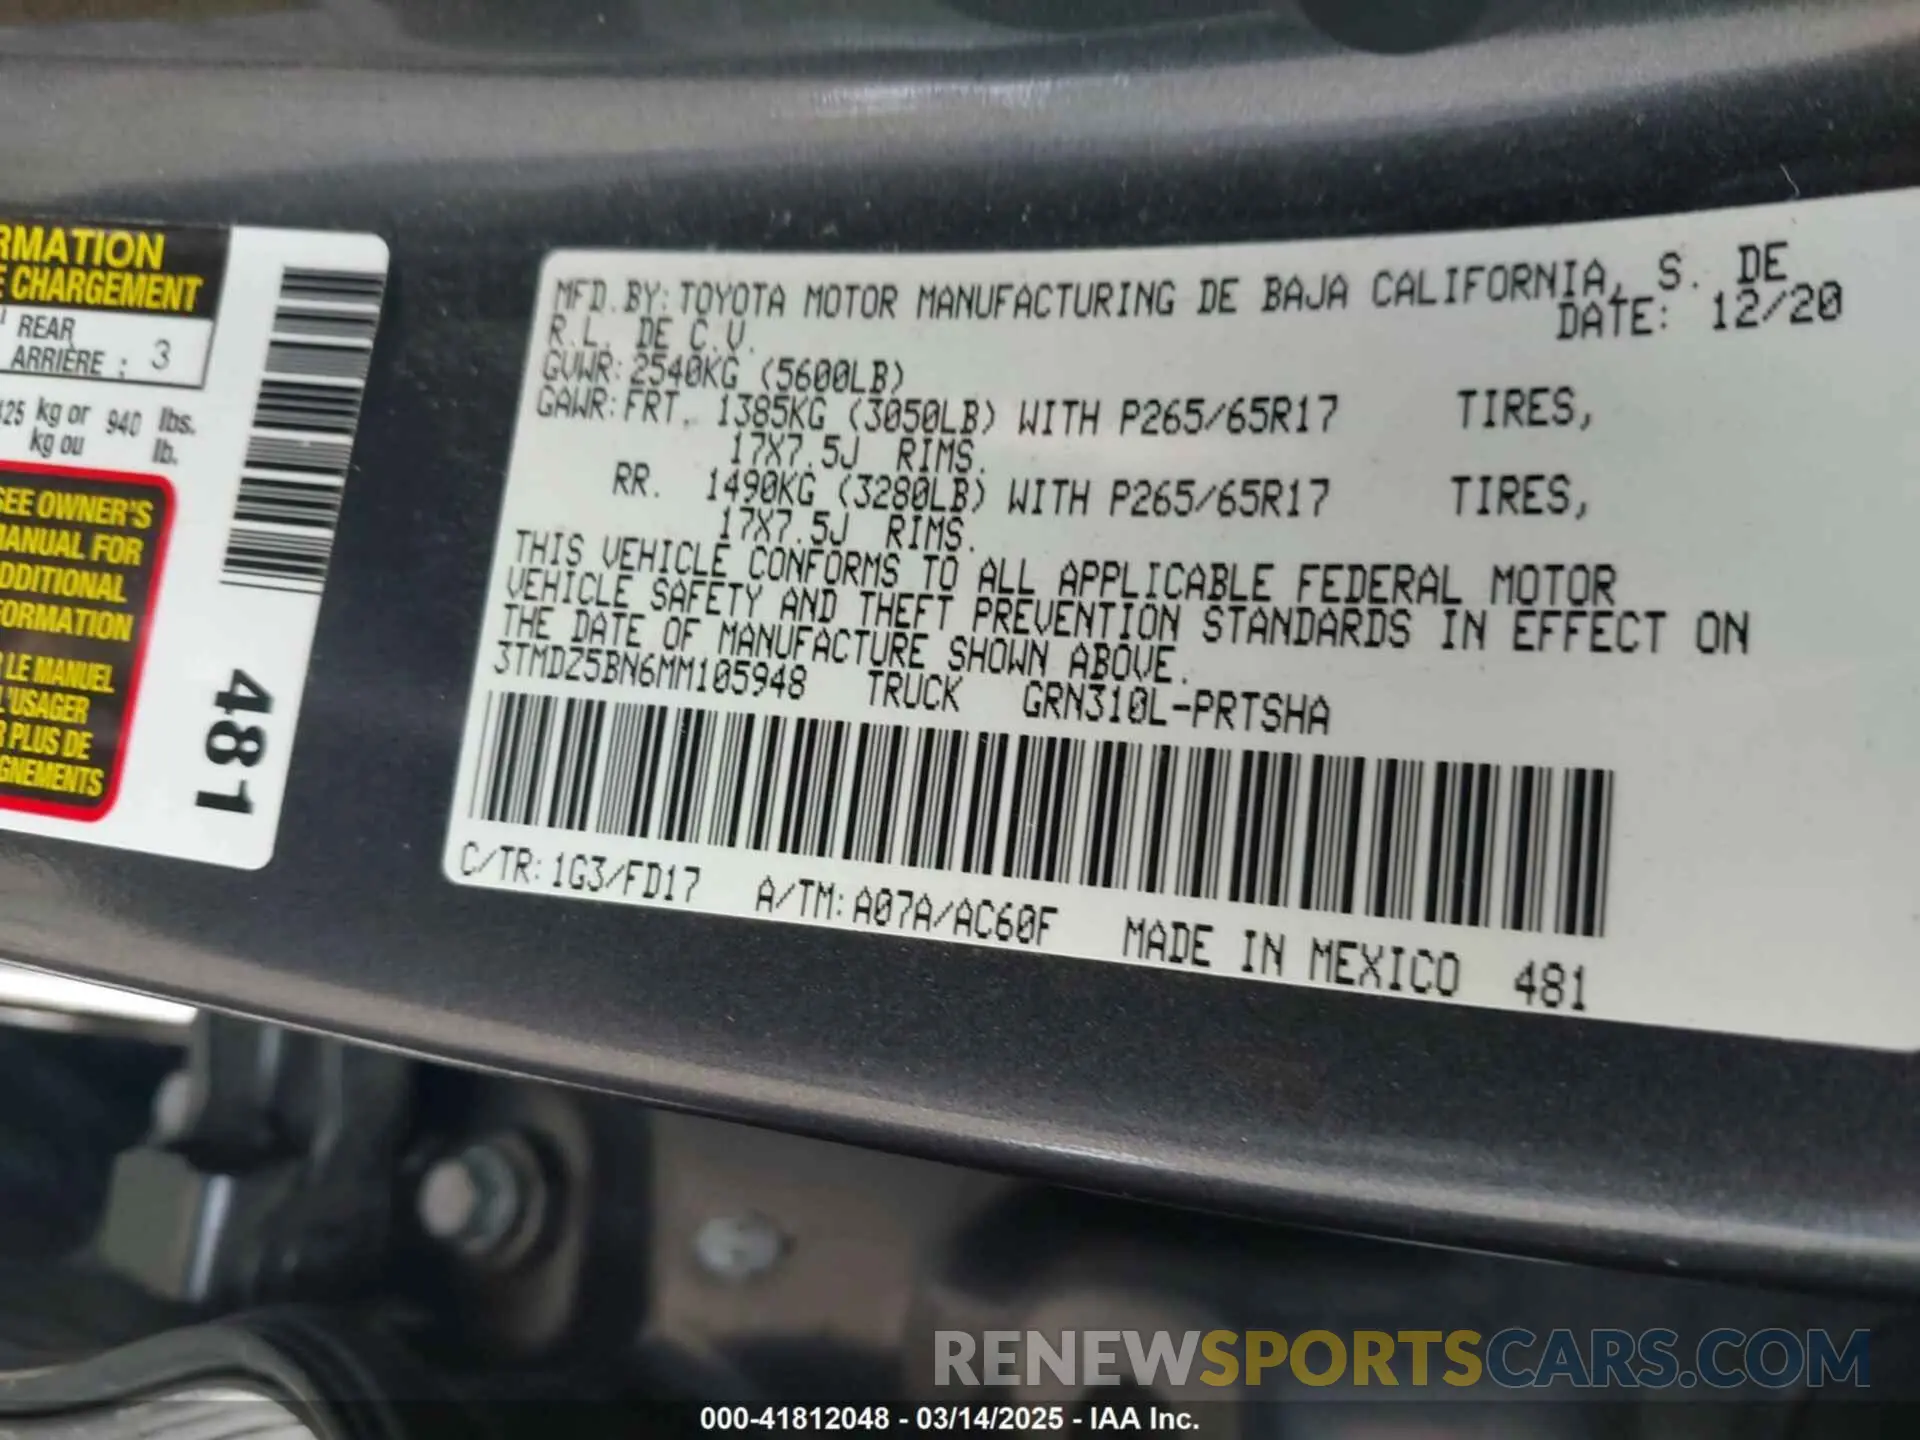 RMATION
E CHARGEMENT
REAR
ARRIÈRE : 3
425 kg or 940 lbs.
kg ou lb.
SEE OWNER'S
MANUAL FOR
DDITIONAL
FORMATION
R LE MANUEL
L'USAGER
R PLUS DE
GNEMENTS
481
MFD.BY:TOYOTA MOTOR MANUFACTURING DE BAJA CALIFORNIA, S. DE
R.L. DE C.V. DATE: 12/20
GVWR:2540KG (5600LB)
GAWR:FRT. 1385KG (3050LB) WITH P265/65R17 TIRES,
17X7.5J RIMS.
RR. 1490KG (3280LB) WITH P265/65R17 TIRES,
17X7.5J RIMS.
THIS VEHICLE CONFORMS TO ALL APPLICABLE FEDERAL MOTOR
VEHICLE SAFETY AND THEFT PREVENTION STANDARDS IN EFFECT ON
THE DATE OF MANUFACTURE SHOWN ABOVE.
3TMDZ5BN6MM105948 TRUCK GRN310L-PRTSHA
C/TR:1G3/FD17 A/TM:A07A/AC60F MADE IN MEXICO 481
RENEWSPORTSCARS.COM
000-41812048 - 03/14/2025 - IAA Inc.